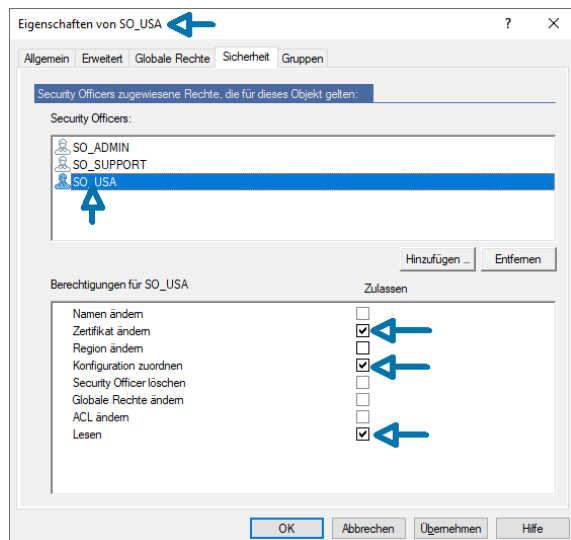 Eigenschaften von SO_USA
?
Allgemein Erweitert Globale Rechte Sicherheit Gruppen
Security Officers zugewiesene Rechte, die für dieses Objekt gelten:
Security Officers:
SO_ADMIN
SO_SUPPORT
SO_USA
Hinzufügen ... Entfernen
Berechtigungen für SO_USA Zulassen
Namen ändern
Zertifikat ändern
Region ändern
Konfiguration zuordnen
Security Officer löschen
Globale Rechte ändern
ACL ändern
Lesen
OK Abbrechen Übernehmen Hilfe